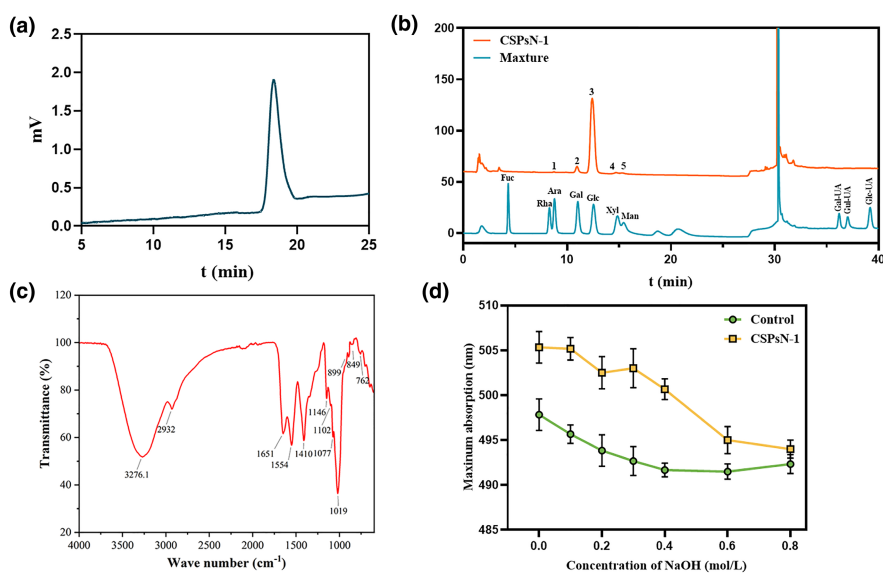 (a)
2.5
2.0
1.5
1.0
0.5
0.0
mV
5 10 15 20 25
t (min)
(b)
CSPsN-1
Maxture
200
150
100
50
0
1 2 3 4 5
Fuc Rha Ara Gal Glc Xyl Man Gul-UA Gal-UA Glc-UA
0 10 20 30 40
t (min)
(c)
120
100
80
60
40
20
Transmittance (%)
3276.1
2932
1651
1554
1410
1146
1102
1077
1019
899
849
762
4000 3500 3000 2500 2000 1500 1000
Wave number (cm⁻¹)
(d)
Control
CSPsN-1
510
505
500
495
490
485
Maximum absorption (nm)
0.0 0.2 0.4 0.6 0.8
Concentration of NaOH (mol/L)